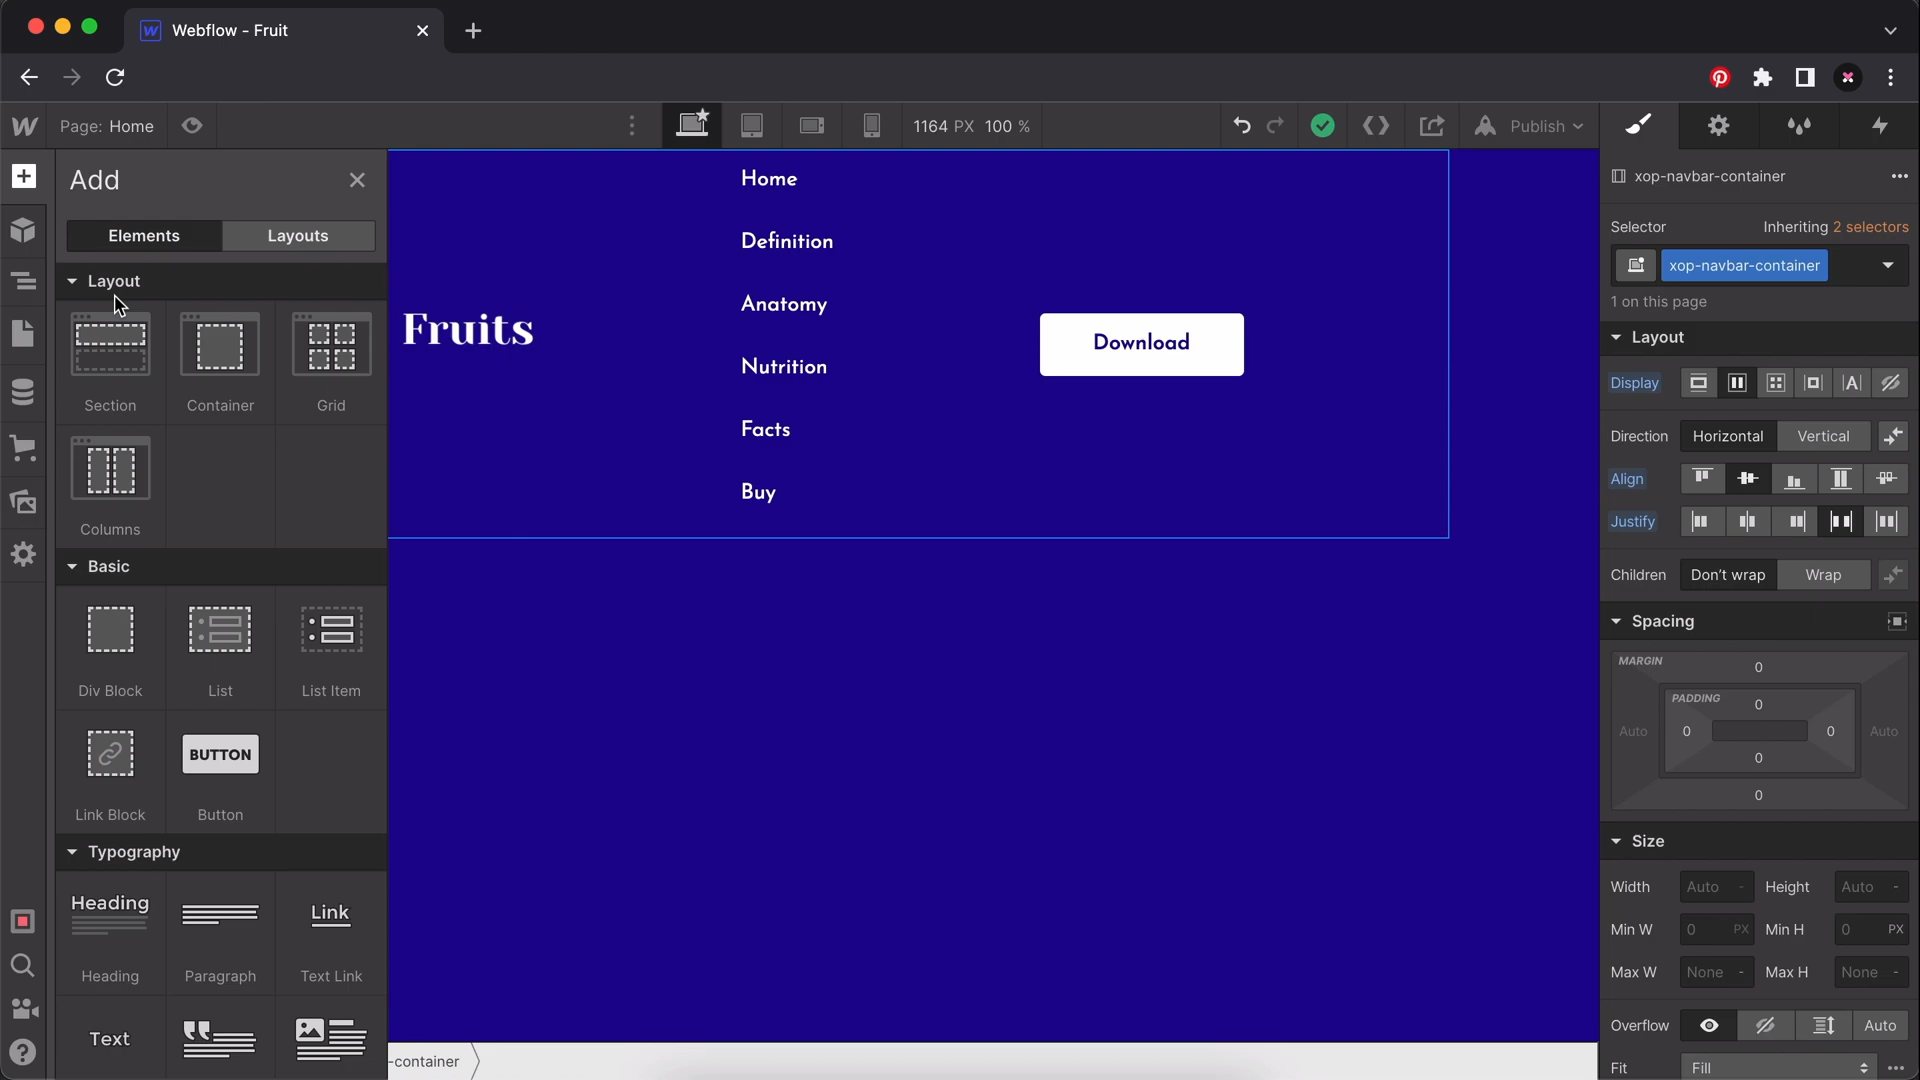 Webflow - Fruit
Page: Home
1164 PX 100 %
Publish
Add
Elements
Layouts
Layout
Section
Container
Grid
Columns
Basic
Div Block
List
List Item
BUTTON
Link Block
Button
Typography
Heading
Link
Heading
Paragraph
Text Link
Text
Fruits
Home
Definition
Anatomy
Nutrition
Facts
Buy
Download
-container
xop-navbar-container
Selector
Inheriting 2 selectors
xop-navbar-container
1 on this page
Layout
Display
Direction
Horizontal
Vertical
Align
Justify
Children
Don't wrap
Wrap
Spacing
MARGIN
0
PADDING
0
Auto
0
0
Auto
0
0
Size
Width
Auto -
Height
Auto -
Min W
0 PX
Min H
0 PX
Max W
None -
Max H
None -
Overflow
Auto
Fit
Fill